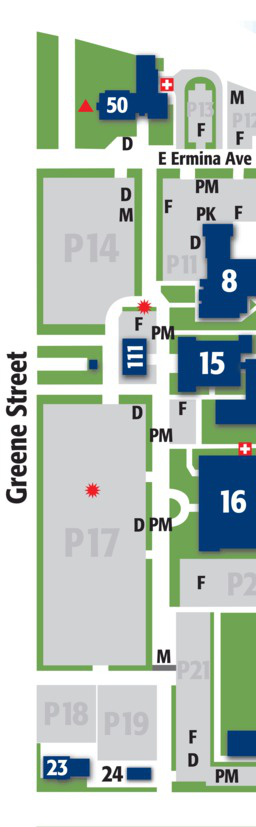 50
P13
M
P12
F
F
D
E Ermina Ave
D
M
P14
PM
F
PK
F
D
P11
8
F
PM
111
15
Greene Street
D
F
PM
16
D
PM
P17
F
P2
M
P21
P18
P19
F
D
23
24
PM